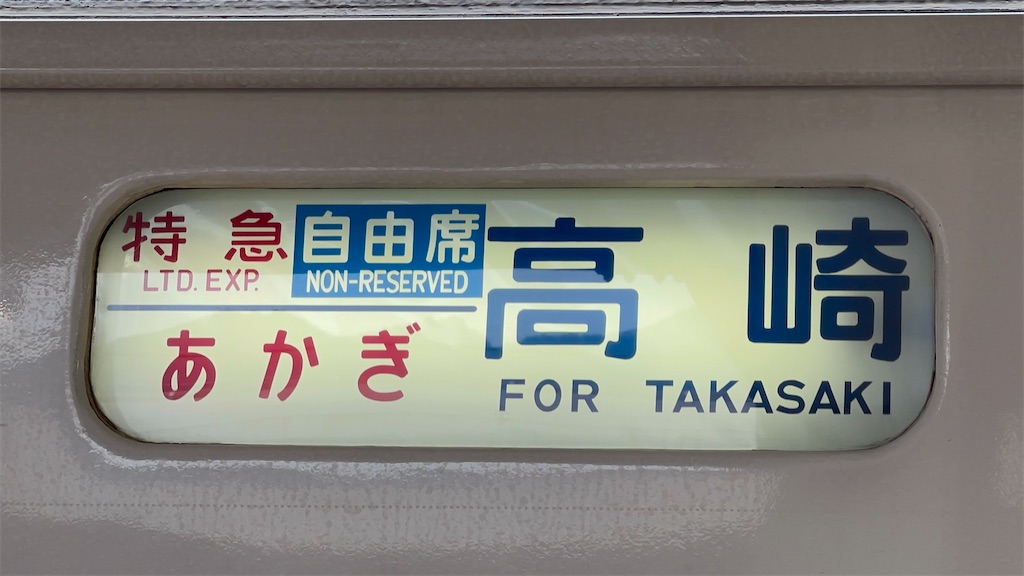 特急
LTD. EXP.
自由席
NON-RESERVED
あかぎ
高崎
FOR TAKASAKI